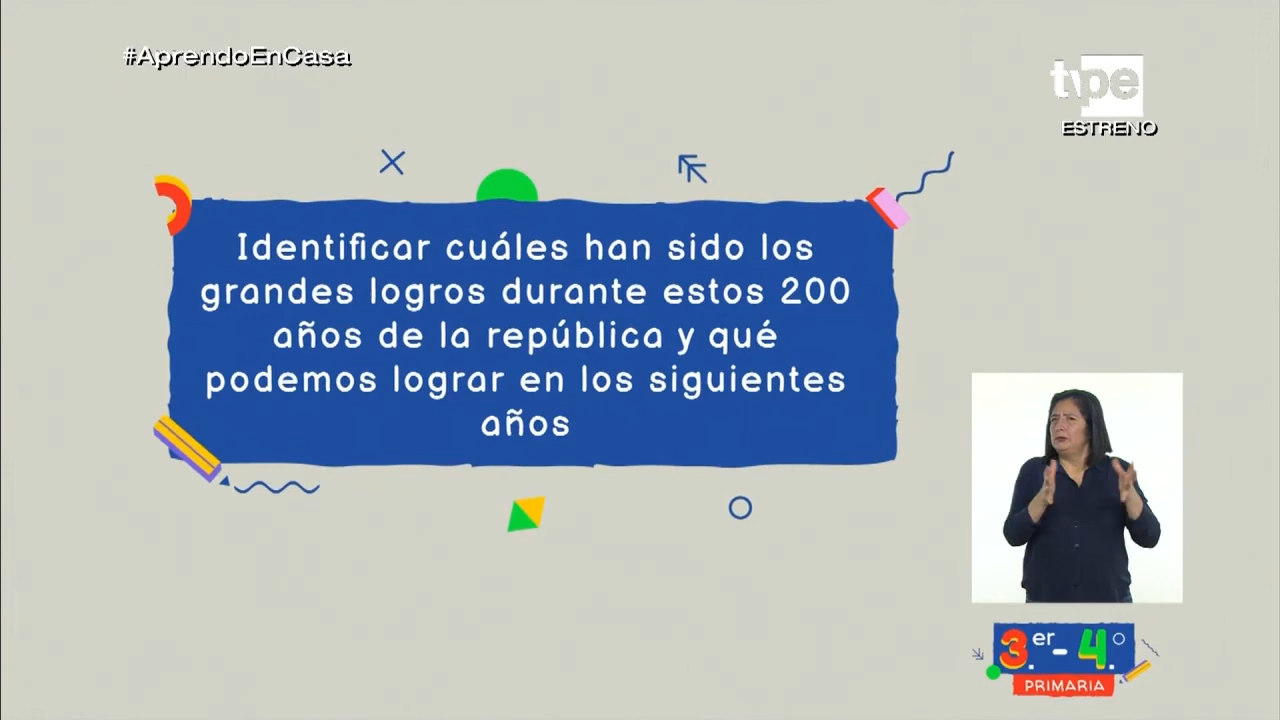 #AprendoEnCasa
tvpe
ESTRENO
Identificar cuáles han sido los
grandes logros durante estos 200
años de la república y qué
podemos lograr en los siguientes
años
3.er - 4.°
PRIMARIA